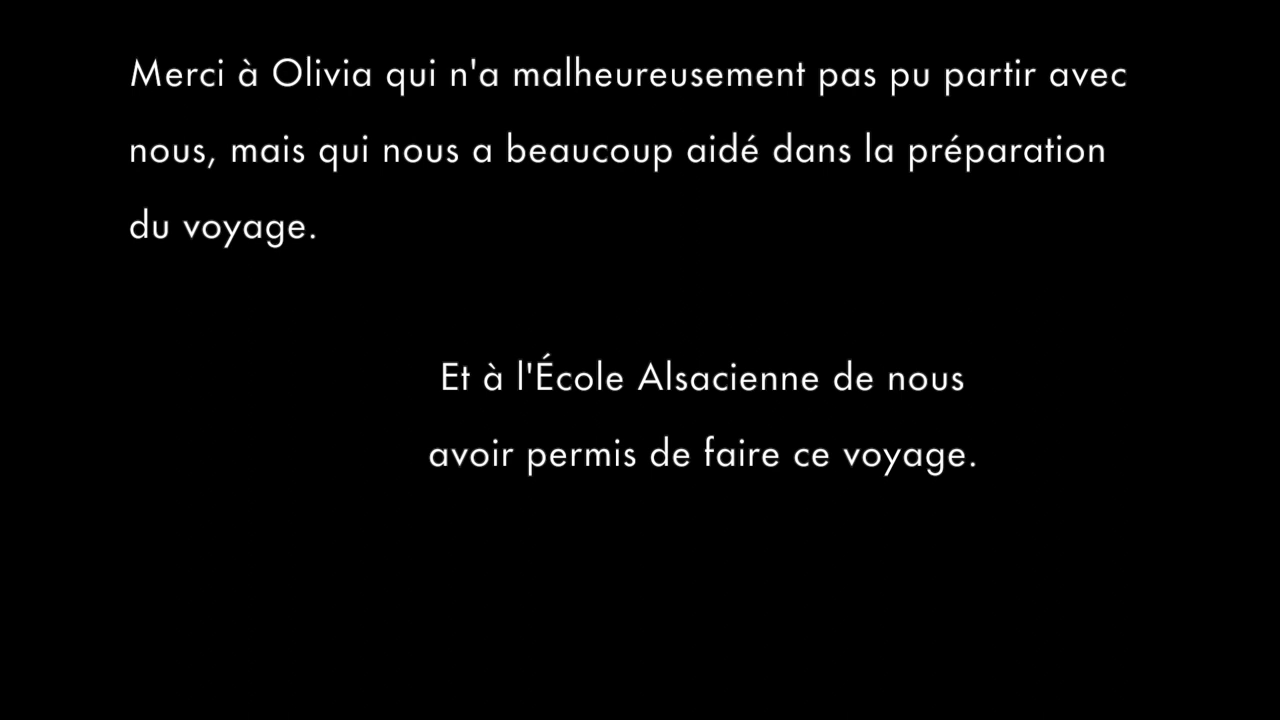 Merci à Olivia qui n'a malheureusement pas pu partir avec
nous, mais qui nous a beaucoup aidé dans la préparation
du voyage.
Et à l'École Alsacienne de nous
avoir permis de faire ce voyage.